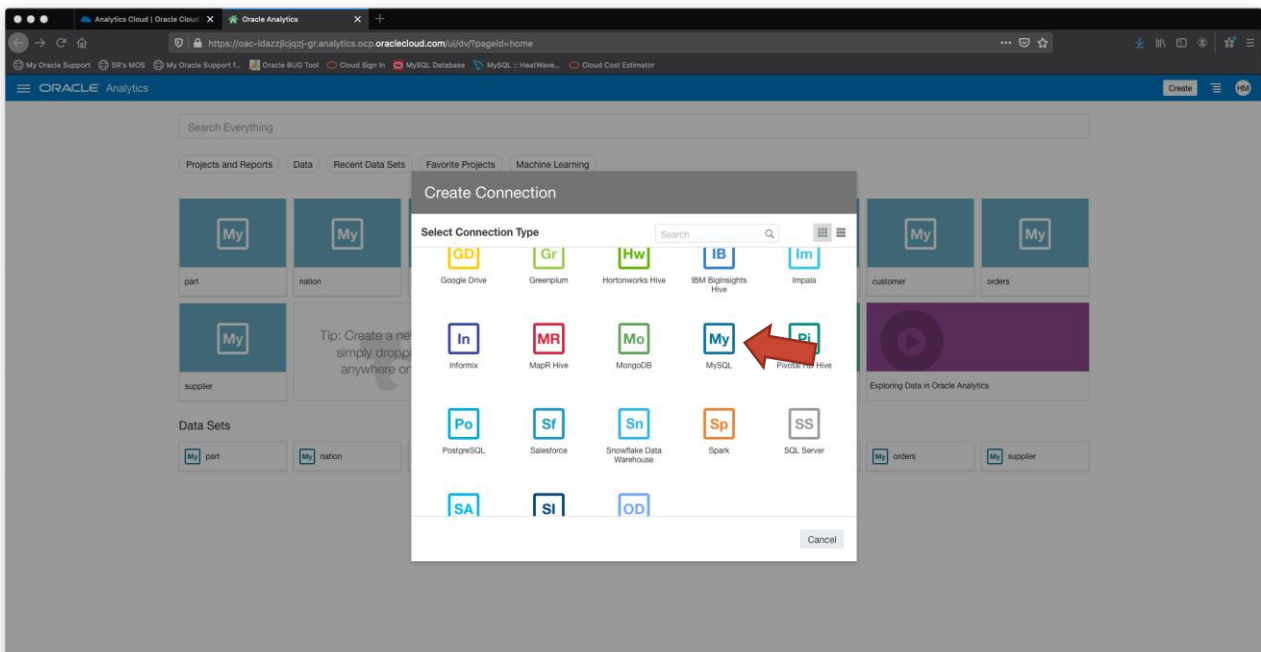 Analytics Cloud | Oracle Cloud
Oracle Analytics
https://oac-idazzjlcjqzj-gr.analytics.ocp.oraclecloud.com/ui/dv/?pageid=home
My Oracle Support SR's MOS My Oracle Support f... Oracle BUG Tool Cloud Sign In MySQL Database MySQL :: HeatWave... Cloud Cost Estimator
ORACLE Analytics
Create
HM
Search Everything
Projects and Reports Data Recent Data Sets Favorite Projects Machine Learning
Create Connection
Select Connection Type
Search
My My My My
part nation customer orders
GD Gr Hw IB Im
Google Drive Greenplum Hortonworks Hive IBM BigInsights Hive Impala
In MR Mo My
Informix MapR Hive MongoDB MySQL Hive
My
supplier
Tip: Create a ne
simply dropp
anywhere or
Exploring Data in Oracle Analytics
Po Sf Sn Sp SS
PostgreSQL Salesforce Snowflake Data Warehouse Spark SQL Server
SA SI OD
Data Sets
My part My nation My orders My supplier
Cancel